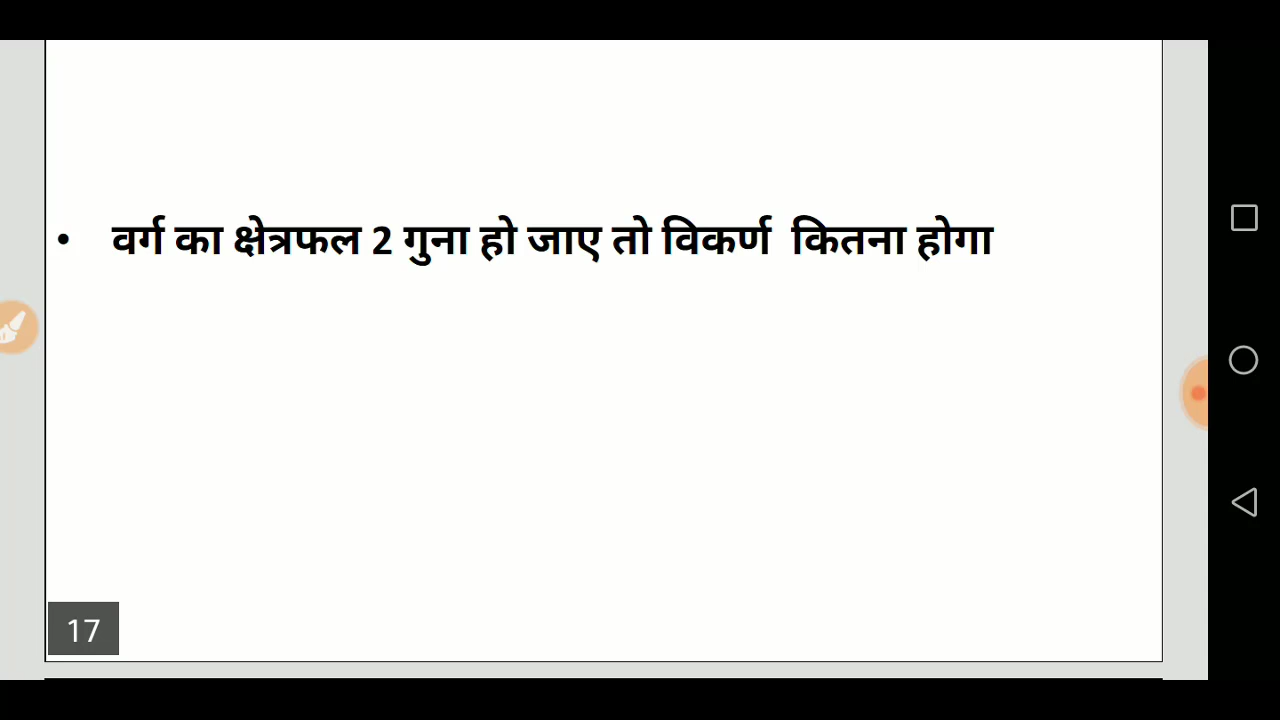 • वर्ग का क्षेत्रफल 2 गुना हो जाए तो विकर्ण कितना होगा
17